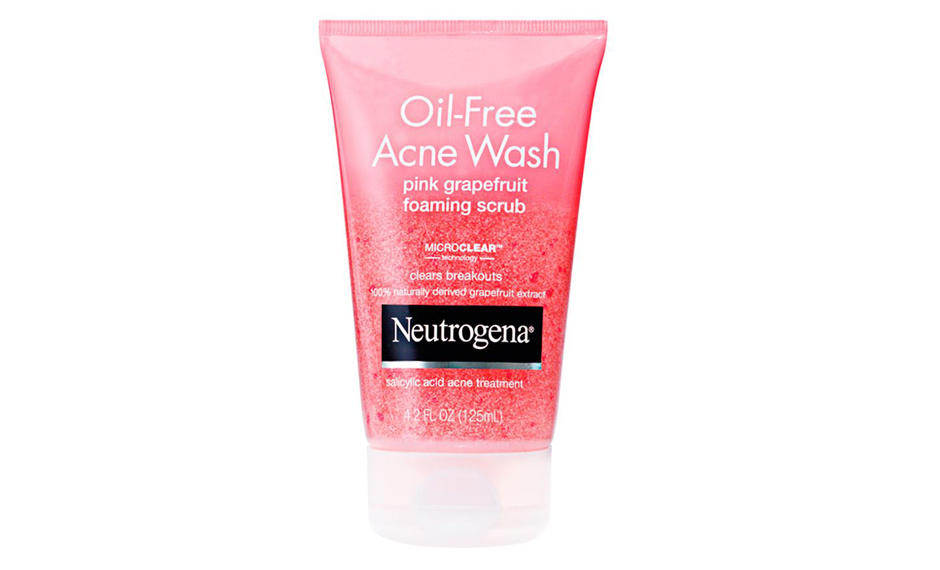 Oil-Free
Acne Wash
pink grapefruit
foaming scrub
MICROCLEAR™
technology
clears breakouts
100% naturally derived grapefruit extract
Neutrogena®
salicylic acid acne treatment
4.2 FL OZ (125mL)